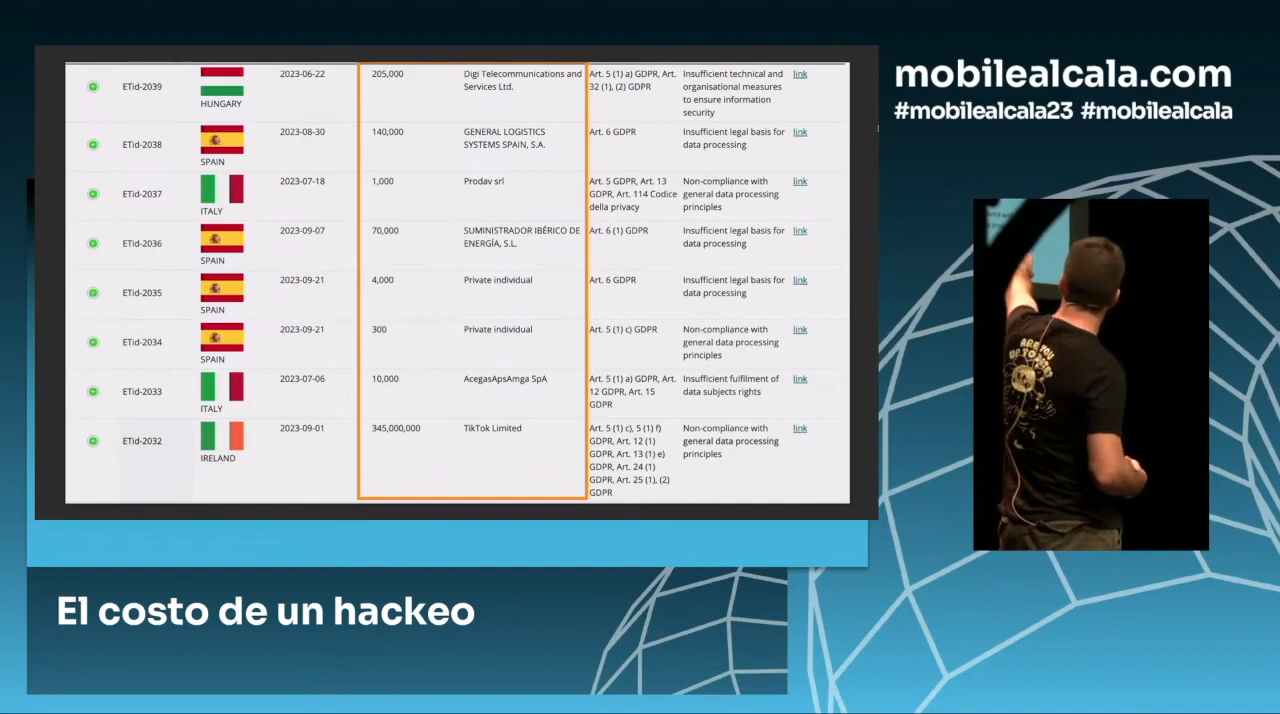 mobilealcala.com
#mobilealcala23 #mobilealcala
ETid-2039
HUNGARY
2023-06-22
205,000
Digi Telecommunications and
Services Ltd.
Art. 5 (1) a) GDPR, Art.
32 (1), (2) GDPR
Insufficient technical and
organisational measures
to ensure information
security
link
ETid-2038
SPAIN
2023-08-30
140,000
GENERAL LOGISTICS
SYSTEMS SPAIN, S.A.
Art. 6 GDPR
Insufficient legal basis for
data processing
link
ETid-2037
ITALY
2023-07-18
1,000
Prodav srl
Art. 5 GDPR, Art. 13
GDPR, Art. 114 Codice
della privacy
Non-compliance with
general data processing
principles
link
ETid-2036
SPAIN
2023-09-07
70,000
SUMINISTRADOR IBÉRICO DE
ENERGÍA, S.L.
Art. 6 (1) GDPR
Insufficient legal basis for
data processing
link
ETid-2035
SPAIN
2023-09-21
4,000
Private individual
Art. 6 GDPR
Insufficient legal basis for
data processing
link
ETid-2034
SPAIN
2023-09-21
300
Private individual
Art. 5 (1) c) GDPR
Non-compliance with
general data processing
principles
link
ETid-2033
ITALY
2023-07-06
10,000
AcegasApsAmga SpA
Art. 5 (1) a) GDPR, Art.
12 GDPR, Art. 15
GDPR
Insufficient fulfilment of
data subjects rights
link
ETid-2032
IRELAND
2023-09-01
345,000,000
TikTok Limited
Art. 5 (1) c), 5 (1) f)
GDPR, Art. 12 (1)
GDPR, Art. 13 (1) e)
GDPR, Art. 24 (1)
GDPR, Art. 25 (1), (2)
GDPR
Non-compliance with
general data processing
principles
link
ARE YOU
El costo de un hackeo